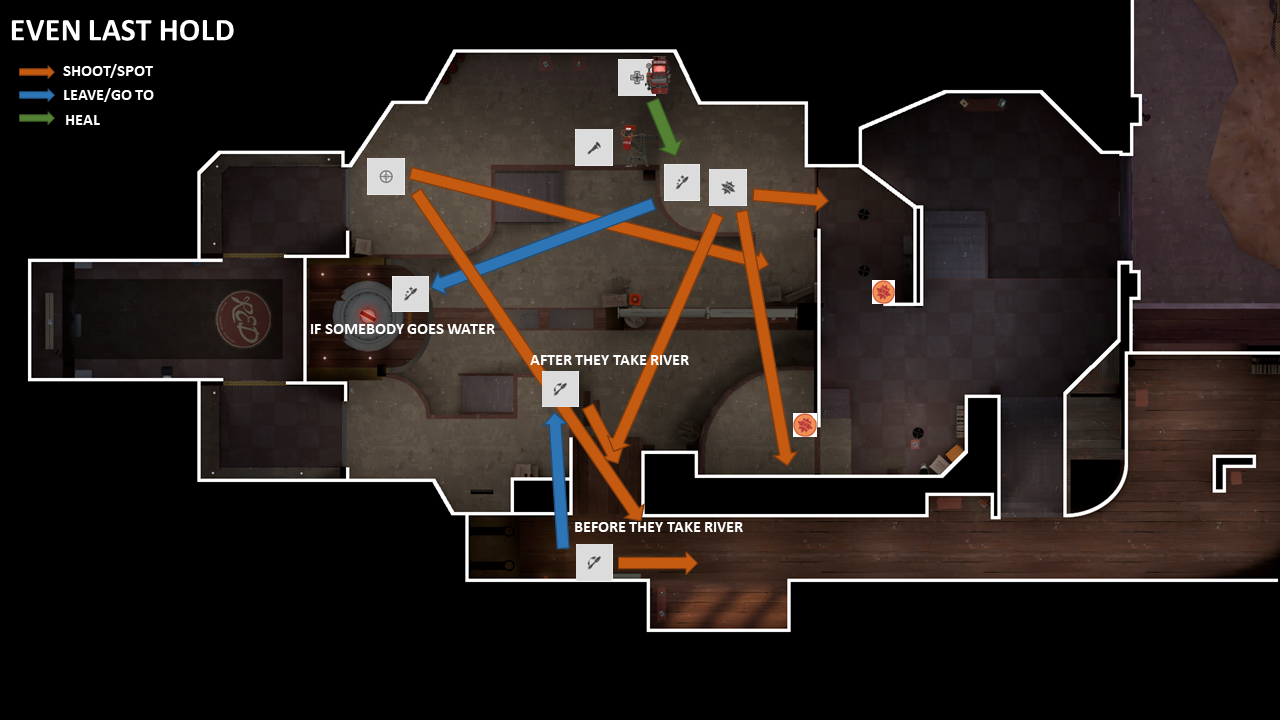 EVEN LAST HOLD
SHOOT/SPOT
LEAVE/GO TO
HEAL
RED
IF SOMEBODY GOES WATER
AFTER THEY TAKE RIVER
BEFORE THEY TAKE RIVER